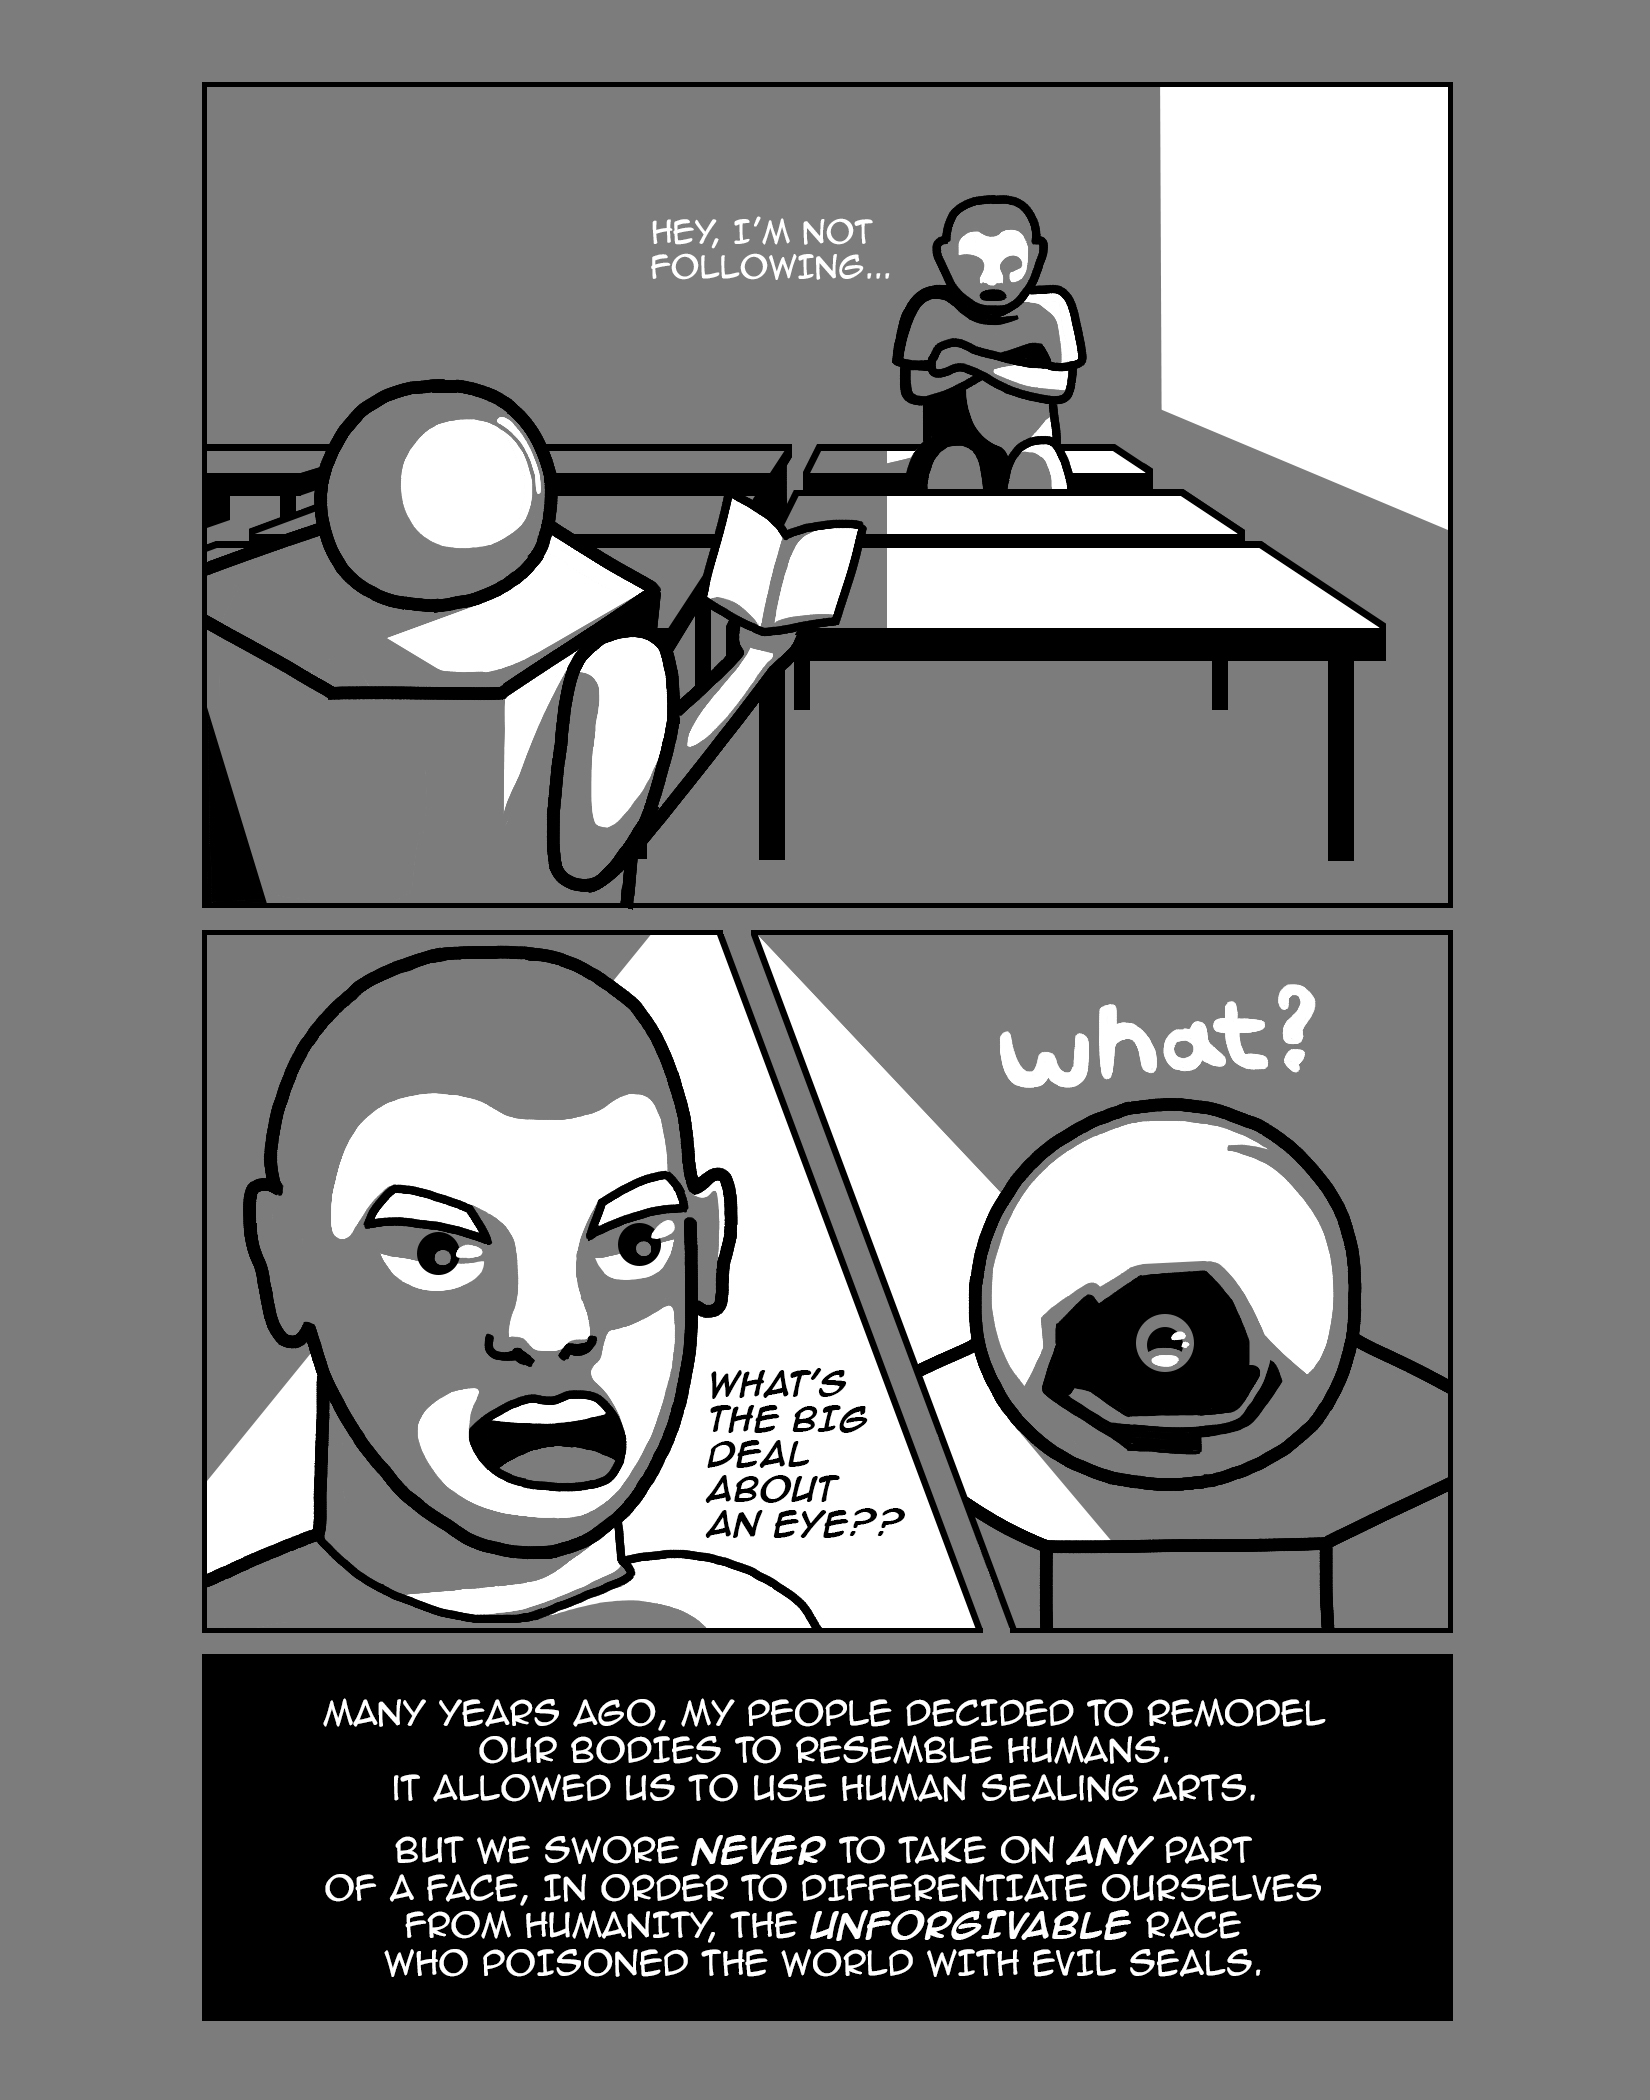 HEY, I'M NOT
FOLLOWING...
WHAT'S
THE BIG
DEAL
ABOUT
AN EYE??
what?
MANY YEARS AGO, MY PEOPLE DECIDED TO REMODEL
OUR BODIES TO RESEMBLE HUMANS.
IT ALLOWED US TO USE HUMAN SEALING ARTS.
BUT WE SWORE NEVER TO TAKE ON ANY PART
OF A FACE, IN ORDER TO DIFFERENTIATE OURSELVES
FROM HUMANITY, THE UNFORGIVABLE RACE
WHO POISONED THE WORLD WITH EVIL SEALS.